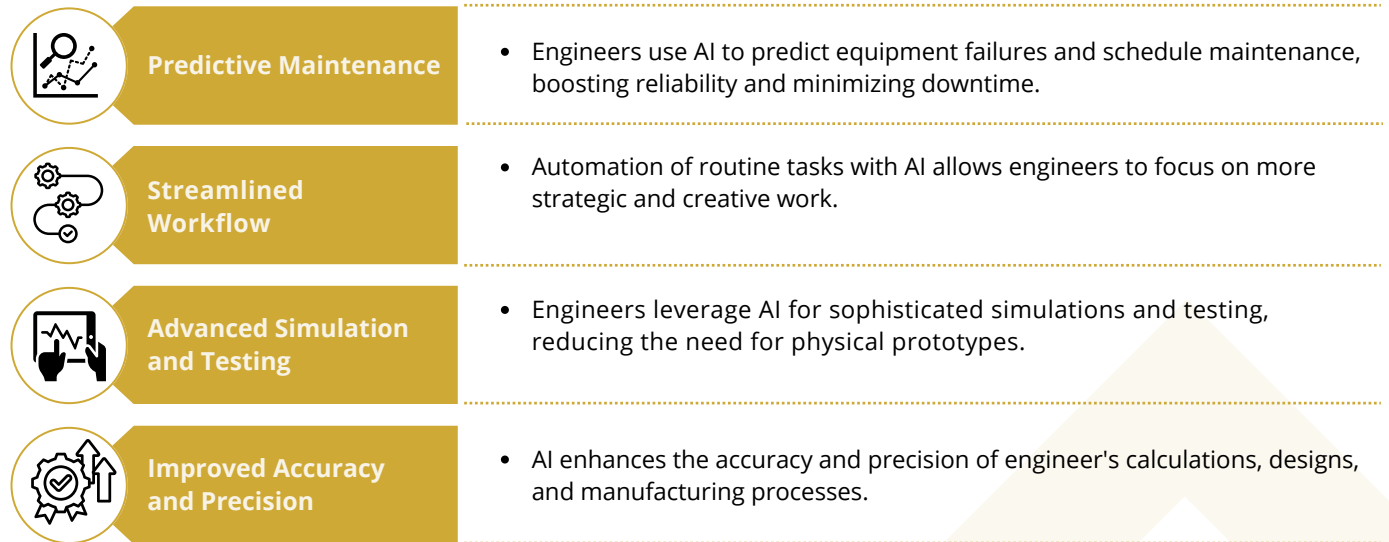 Predictive Maintenance
• Engineers use AI to predict equipment failures and schedule maintenance,
boosting reliability and minimizing downtime.
Streamlined
Workflow
• Automation of routine tasks with AI allows engineers to focus on more
strategic and creative work.
Advanced Simulation
and Testing
• Engineers leverage AI for sophisticated simulations and testing,
reducing the need for physical prototypes.
Improved Accuracy
and Precision
• AI enhances the accuracy and precision of engineer's calculations, designs,
and manufacturing processes.